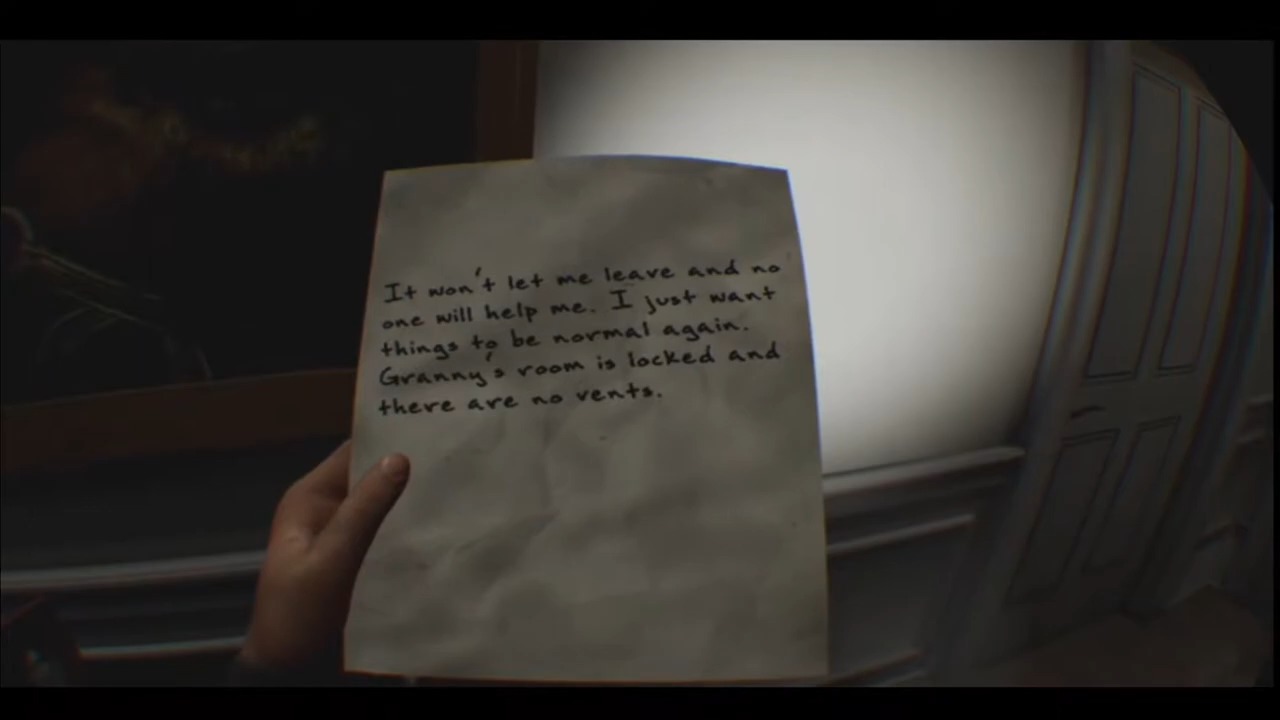 It won't let me leave and no
one will help me. I just want
things to be normal again.
Granny's room is locked and
there are no vents.